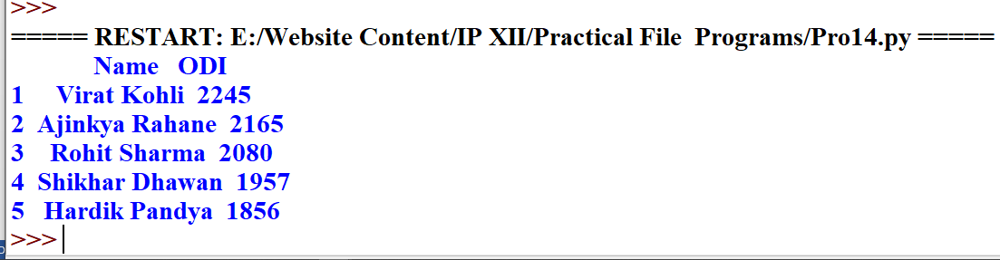 >>>
===== RESTART: E:/Website Content/IP XII/Practical File  Programs/Pro14.py =====
Name   ODI
1     Virat Kohli  2245
2  Ajinkya Rahane  2165
3    Rohit Sharma  2080
4  Shikhar Dhawan  1957
5   Hardik Pandya  1856
>>>